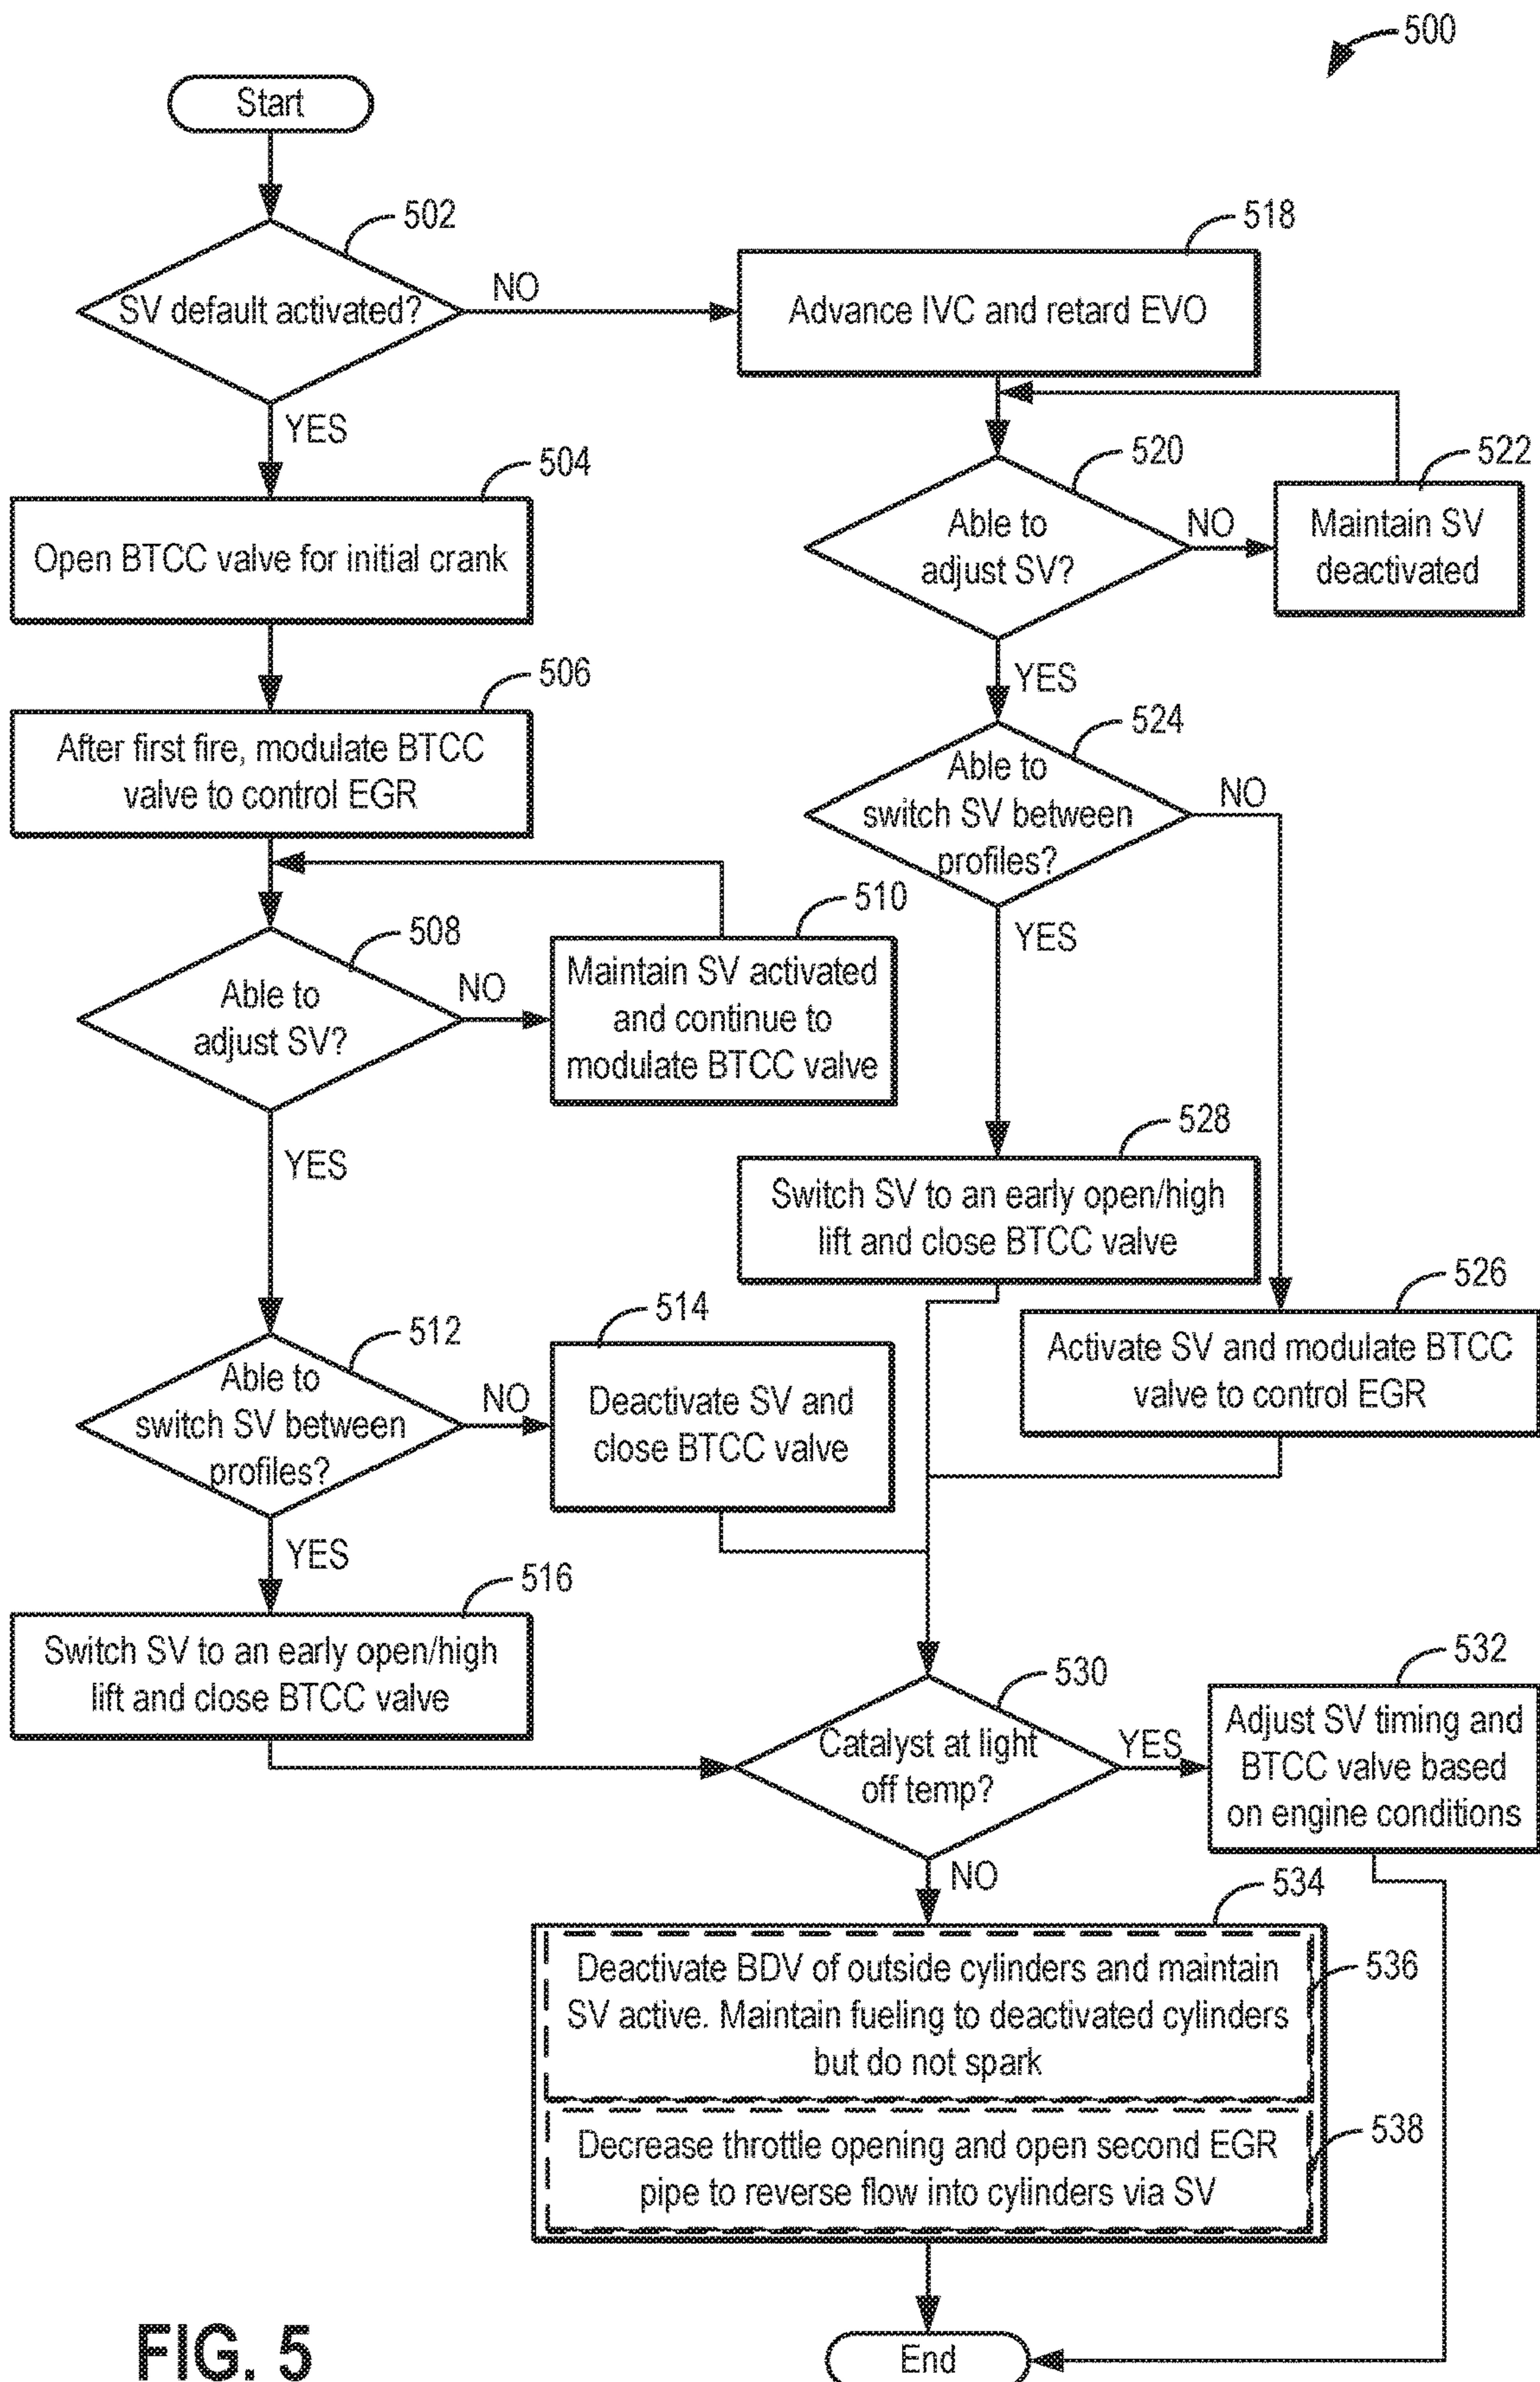 500
Start
502
SV default activated?
NO
YES
518
Advance IVC and retard EVO
504
Open BTCC valve for initial crank
520
Able to
adjust SV?
NO
YES
522
Maintain SV
deactivated
506
After first fire, modulate BTCC
valve to control EGR
524
Able to
switch SV between
profiles?
NO
YES
508
Able to
adjust SV?
NO
YES
510
Maintain SV activated
and continue to
modulate BTCC valve
528
Switch SV to an early open/high
lift and close BTCC valve
526
Activate SV and modulate BTCC
valve to control EGR
512
Able to
switch SV between
profiles?
NO
YES
514
Deactivate SV and
close BTCC valve
516
Switch SV to an early open/high
lift and close BTCC valve
530
Catalyst at light
off temp?
YES
NO
532
Adjust SV timing and
BTCC valve based
on engine conditions
534
Deactivate BDV of outside cylinders and maintain
SV active. Maintain fueling to deactivated cylinders
but do not spark
536
Decrease throttle opening and open second EGR
pipe to reverse flow into cylinders via SV
538
End
FIG. 5